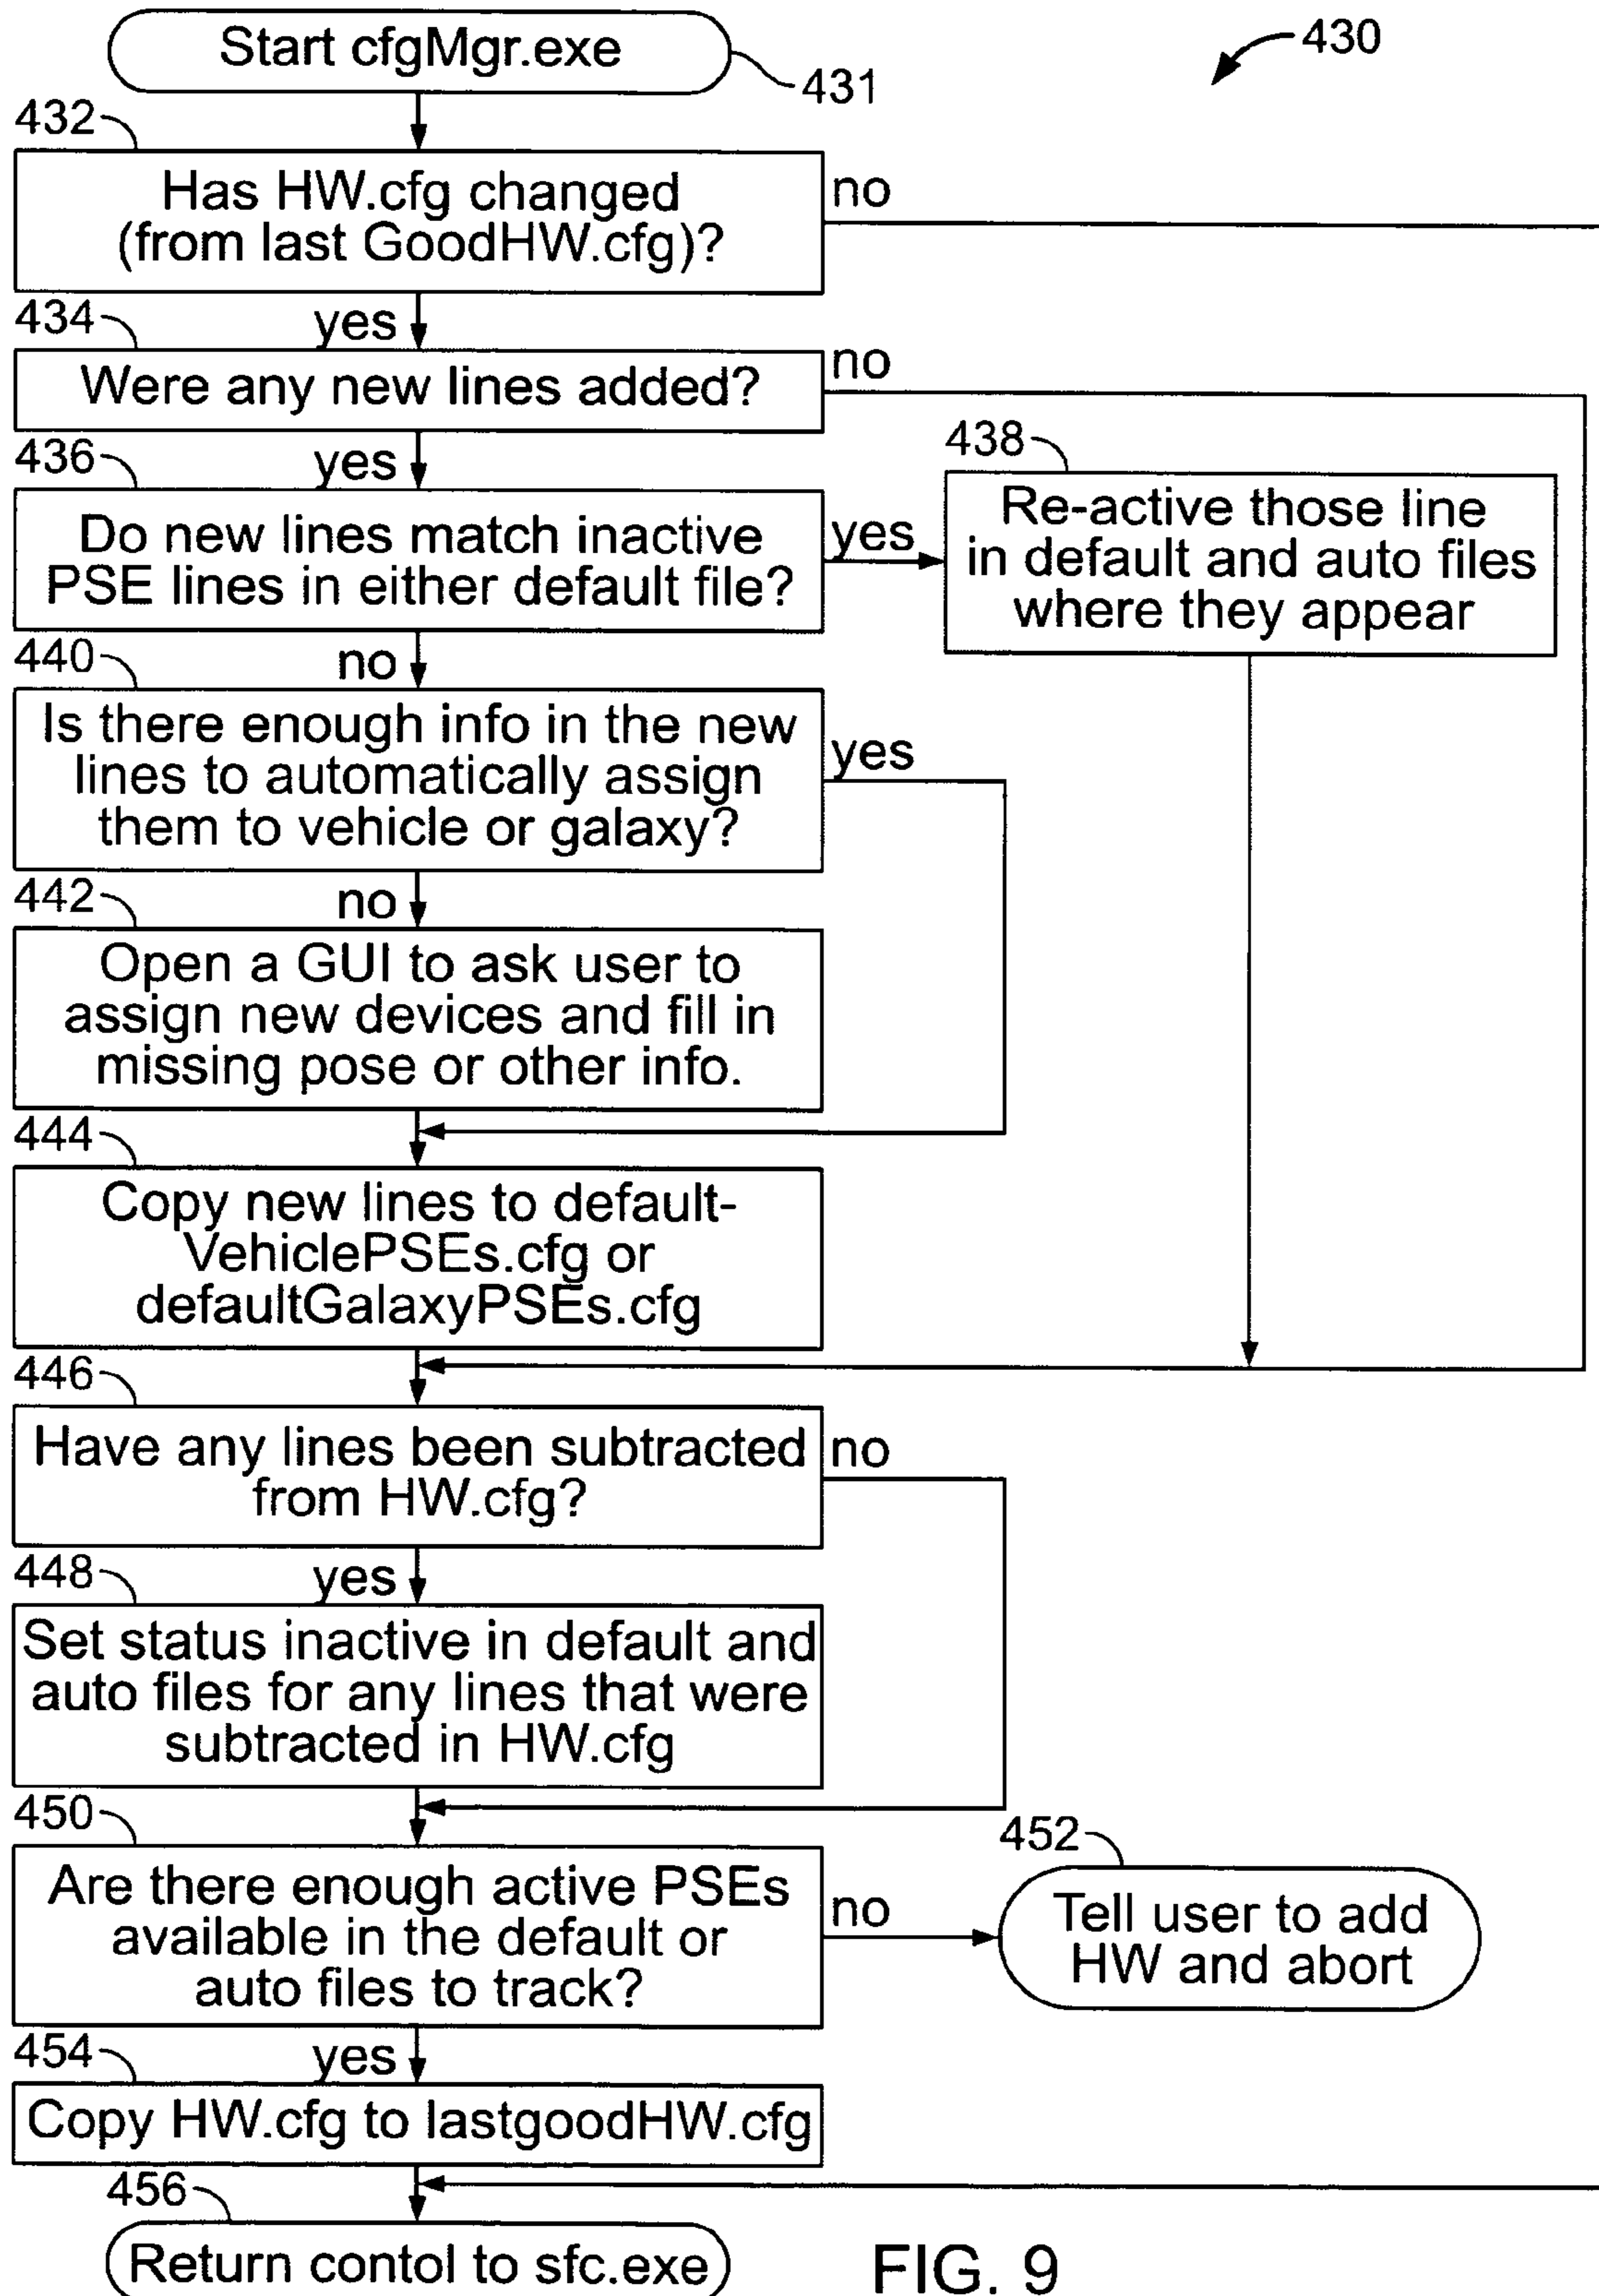 Start cfgMgr.exe
431
430
432
Has HW.cfg changed
(from last GoodHW.cfg)?
no
yes
434
Were any new lines added?
no
yes
436
Do new lines match inactive
PSE lines in either default file?
yes
438
Re-active those line
in default and auto files
where they appear
no
440
Is there enough info in the new
lines to automatically assign
them to vehicle or galaxy?
yes
no
442
Open a GUI to ask user to
assign new devices and fill in
missing pose or other info.
444
Copy new lines to default-
VehiclePSEs.cfg or
defaultGalaxyPSEs.cfg
446
Have any lines been subtracted
from HW.cfg?
no
yes
448
Set status inactive in default and
auto files for any lines that were
subtracted in HW.cfg
450
Are there enough active PSEs
available in the default or
auto files to track?
no
452
Tell user to add
HW and abort
yes
454
Copy HW.cfg to lastgoodHW.cfg
456
Return contol to sfc.exe
FIG. 9